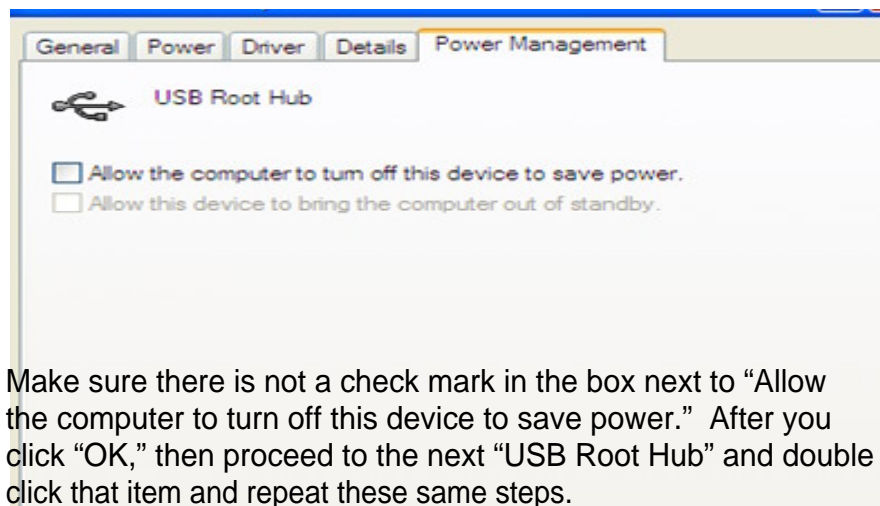 General Power Driver Details Power Management
USB Root Hub
Allow the computer to turn off this device to save power.
Allow this device to bring the computer out of standby.
Make sure there is not a check mark in the box next to “Allow
the computer to turn off this device to save power.”  After you
click “OK,” then proceed to the next “USB Root Hub” and double
click that item and repeat these same steps.